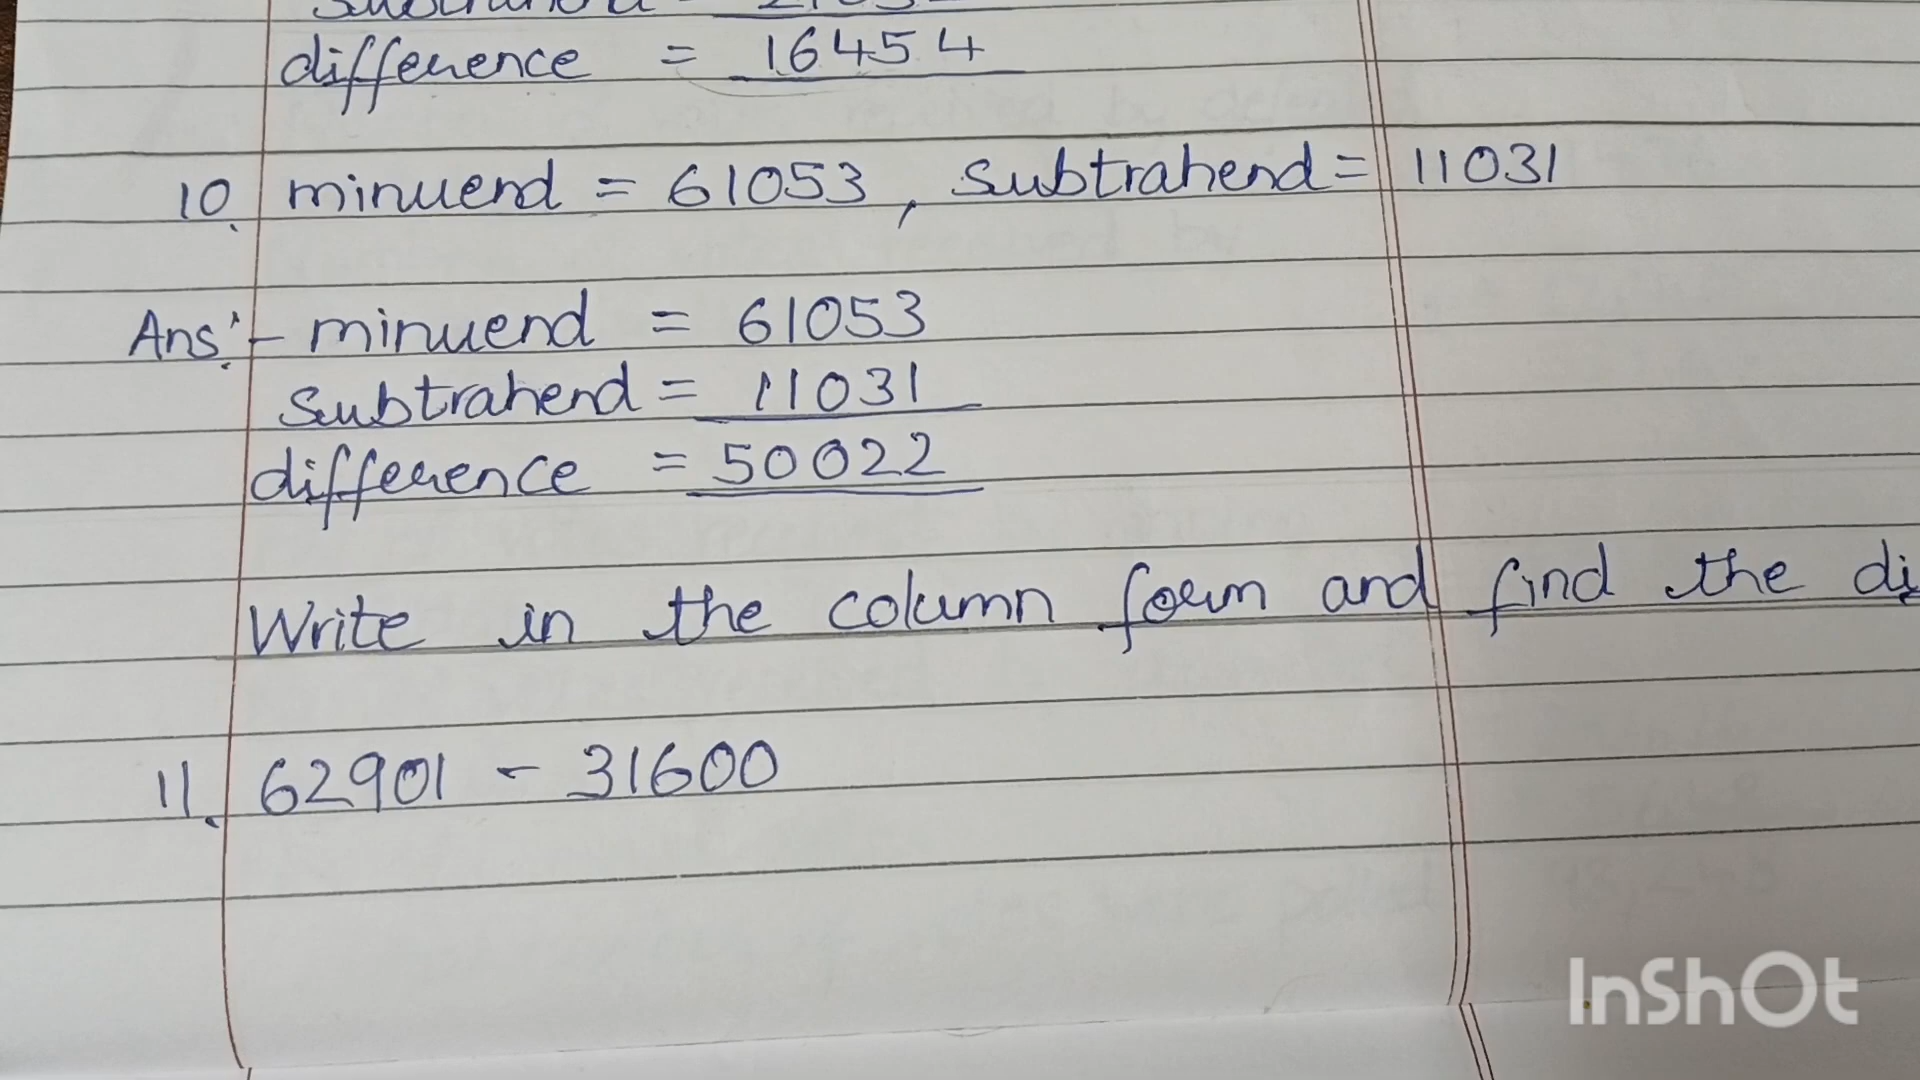 difference = 16454
10. minuend = 61053, subtrahend = 11031
Ans:- minuend = 61053
subtrahend = 11031
difference = 50022
Write in the column form and find the di
11. 62901 - 31600
InShOt